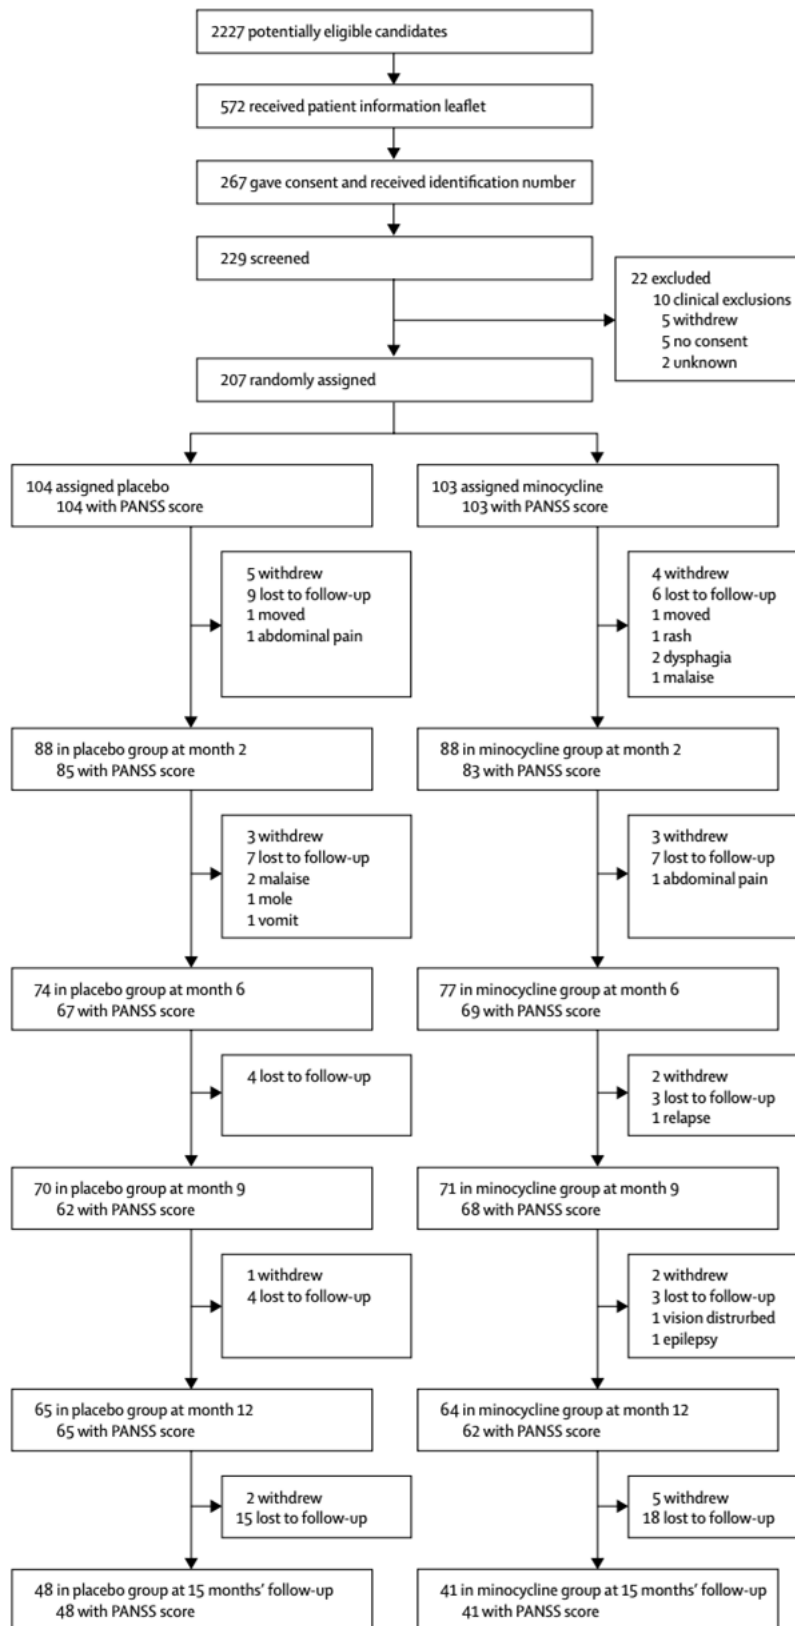 2227 potentially eligible candidates
572 received patient information leaflet
267 gave consent and received identification number
229 screened
22 excluded
10 clinical exclusions
5 withdrew
5 no consent
2 unknown
207 randomly assigned
104 assigned placebo
104 with PANSS score
103 assigned minocycline
103 with PANSS score
5 withdrew
9 lost to follow-up
1 moved
1 abdominal pain
4 withdrew
6 lost to follow-up
1 moved
1 rash
2 dysphagia
1 malaise
88 in placebo group at month 2
85 with PANSS score
88 in minocycline group at month 2
83 with PANSS score
3 withdrew
7 lost to follow-up
2 malaise
1 mole
1 vomit
3 withdrew
7 lost to follow-up
1 abdominal pain
74 in placebo group at month 6
67 with PANSS score
77 in minocycline group at month 6
69 with PANSS score
4 lost to follow-up
2 withdrew
3 lost to follow-up
1 relapse
70 in placebo group at month 9
62 with PANSS score
71 in minocycline group at month 9
68 with PANSS score
1 withdrew
4 lost to follow-up
2 withdrew
3 lost to follow-up
1 vision distrurbed
1 epilepsy
65 in placebo group at month 12
65 with PANSS score
64 in minocycline group at month 12
62 with PANSS score
2 withdrew
15 lost to follow-up
5 withdrew
18 lost to follow-up
48 in placebo group at 15 months' follow-up
48 with PANSS score
41 in minocycline group at 15 months' follow-up
41 with PANSS score